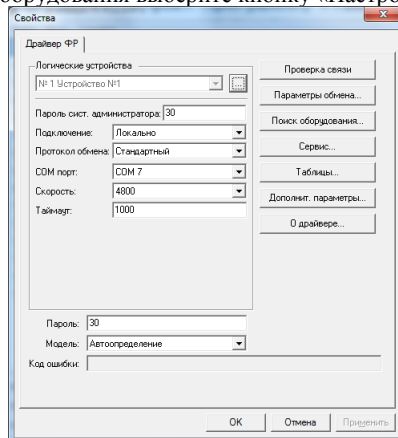 орудования выберите кнопку «Настро
Свойства
Драйвер ФР
Логические устройства
№ 1 Устройство №1
...
Пароль сист. администратора: 30
Подключение: Локально
Протокол обмена: Стандартный
COM порт: COM 7
Скорость: 4800
Таймаут: 1000
Проверка связи
Параметры обмена...
Поиск оборудования...
Сервис...
Таблицы...
Дополнит. параметры...
О драйвере...
Пароль: 30
Модель: Автоопределение
Код ошибки:
OK
Отмена
Применить